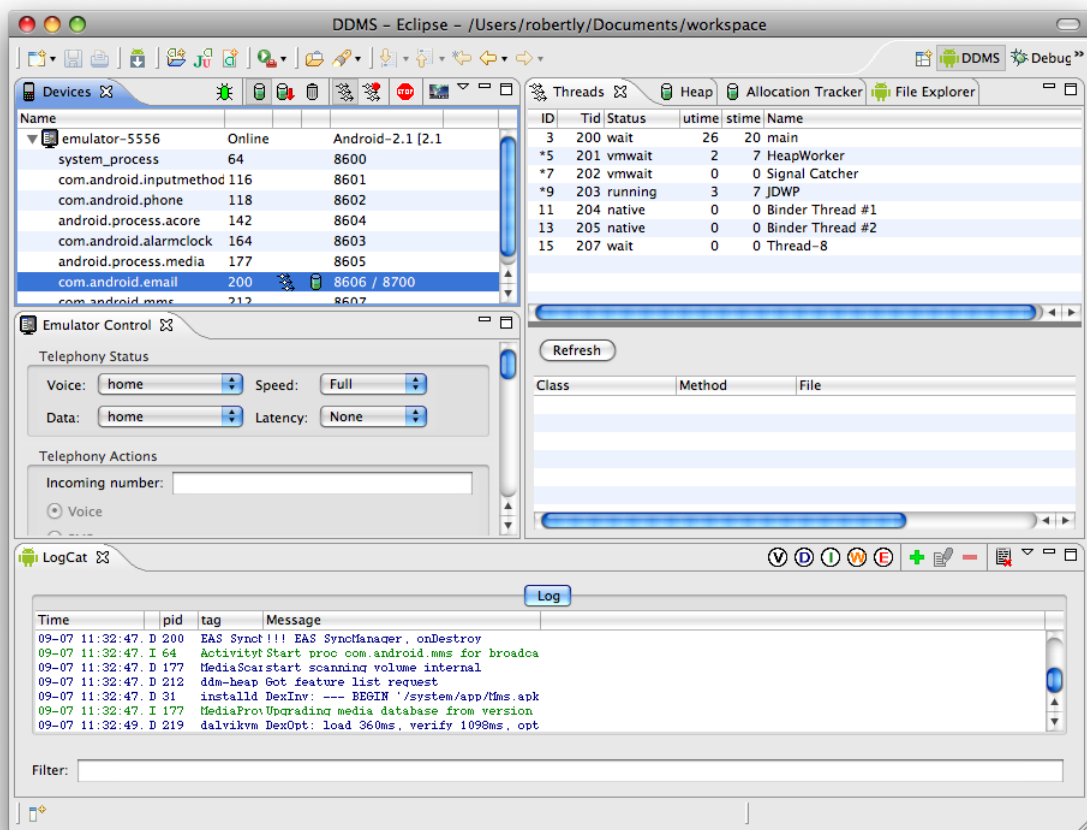 DDMS – Eclipse – /Users/robertly/Documents/workspace
DDMS Debug »
Devices
Name
emulator-5556 Online Android-2.1 [2.1
system_process 64 8600
com.android.inputmethod 116 8601
com.android.phone 118 8602
android.process.acore 142 8604
com.android.alarmclock 164 8603
android.process.media 177 8605
com.android.email 200 8606 / 8700
com.android.mms 212 8607
Threads Heap Allocation Tracker File Explorer
ID Tid Status utime stime Name
3 200 wait 26 20 main
*5 201 vmwait 2 7 HeapWorker
*7 202 vmwait 0 0 Signal Catcher
*9 203 running 3 7 JDWP
11 204 native 0 0 Binder Thread #1
13 205 native 0 0 Binder Thread #2
15 207 wait 0 0 Thread-8
Refresh
Class Method File
Emulator Control
Telephony Status
Voice: home Speed: Full
Data: home Latency: None
Telephony Actions
Incoming number:
Voice
LogCat
V D I W E
Log
Time pid tag Message
09-07 11:32:47. D 200 EAS Sync !!! EAS SyncManager, onDestroy
09-07 11:32:47. I 64 Activity Start proc com.android.mms for broadca
09-07 11:32:47. D 177 MediaScan start scanning volume internal
09-07 11:32:47. D 212 ddm-heap Got feature list request
09-07 11:32:47. D 31 installd DexInv: --- BEGIN '/system/app/Mms.apk
09-07 11:32:47. I 177 MediaProv Upgrading media database from version
09-07 11:32:49. D 219 dalvikvm DexOpt: load 360ms, verify 1098ms, opt
Filter: